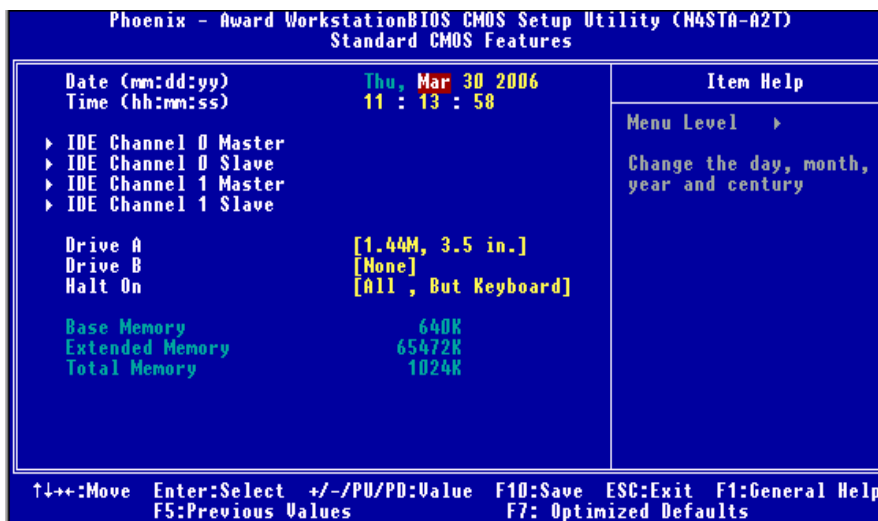 Phoenix - Award WorkstationBIOS CMOS Setup Utility (N4STA-A2T)
Standard CMOS Features
Date (mm:dd:yy) Thu, Mar 30 2006
Time (hh:mm:ss) 11 : 13 : 58
IDE Channel 0 Master
IDE Channel 0 Slave
IDE Channel 1 Master
IDE Channel 1 Slave
Drive A [1.44M, 3.5 in.]
Drive B [None]
Halt On [All , But Keyboard]
Base Memory 640K
Extended Memory 65472K
Total Memory 1024K
Item Help
Menu Level
Change the day, month,
year and century
↑↓→←:Move Enter:Select +/-/PU/PD:Value F10:Save ESC:Exit F1:General Help
F5:Previous Values F7: Optimized Defaults